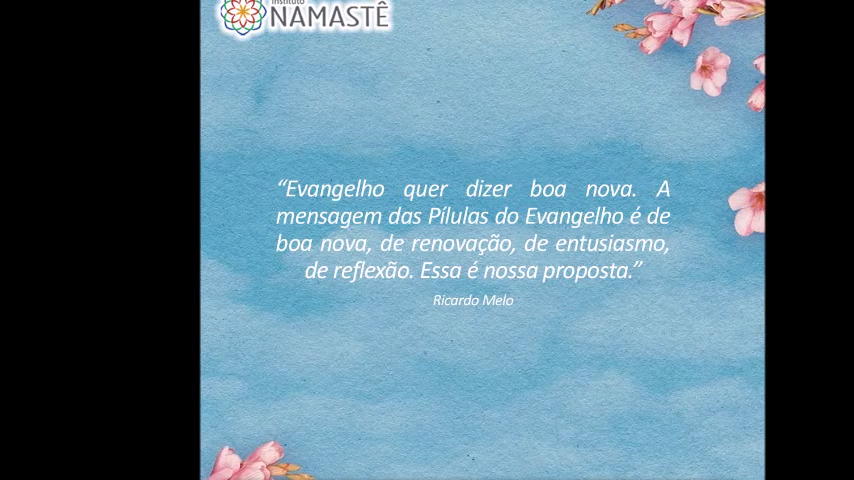 Instituto
NAMASTÊ
“Evangelho quer dizer boa nova. A
mensagem das Pílulas do Evangelho é de
boa nova, de renovação, de entusiasmo,
de reflexão. Essa é nossa proposta.”
Ricardo Melo